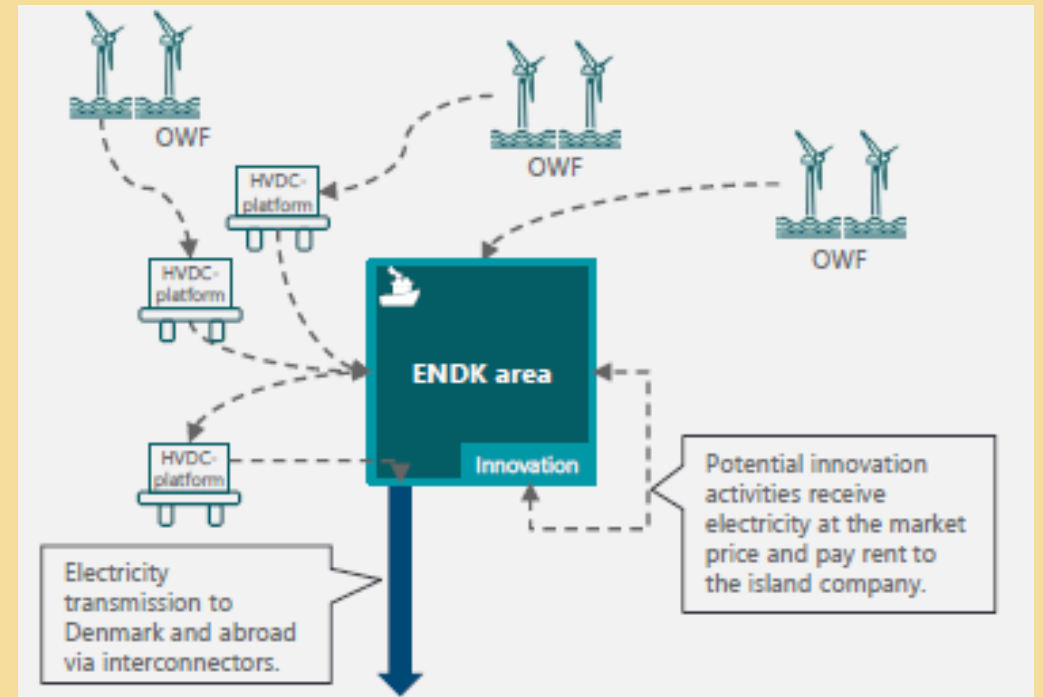 OWF
OWF
OWF
HVDC-
platform
HVDC-
platform
ENDK area
Innovation
HVDC-
platform
Potential innovation
activities receive
electricity at the market
price and pay rent to
the island company.
Electricity
transmission to
Denmark and abroad
via interconnectors.